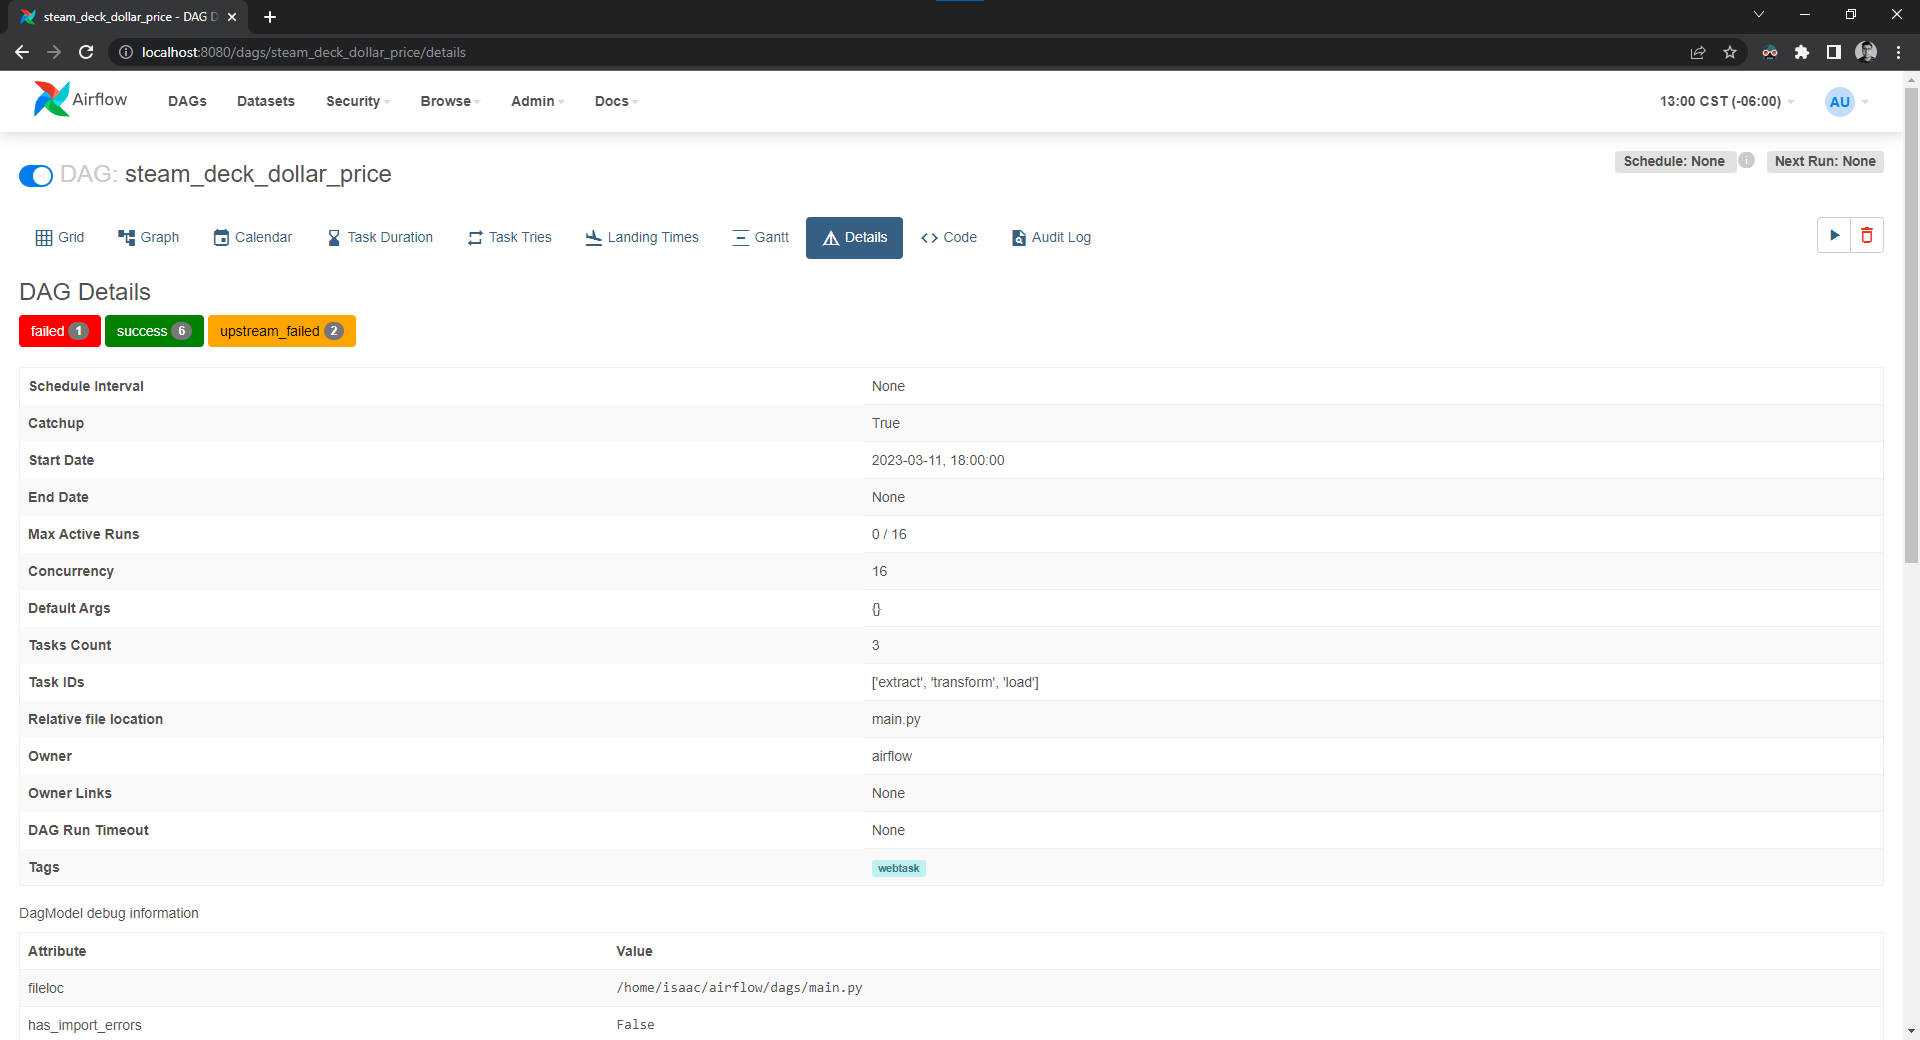 steam_deck_dollar_price - DAG D
localhost:8080/dags/steam_deck_dollar_price/details
Airflow DAGs Datasets Security Browse Admin Docs 13:00 CST (-06:00) AU
DAG: steam_deck_dollar_price Schedule: None i Next Run: None
Grid Graph Calendar Task Duration Task Tries Landing Times Gantt Details Code Audit Log
DAG Details
failed 1 success 6 upstream_failed 2
Schedule Interval None
Catchup True
Start Date 2023-03-11, 18:00:00
End Date None
Max Active Runs 0 / 16
Concurrency 16
Default Args {}
Tasks Count 3
Task IDs ['extract', 'transform', 'load']
Relative file location main.py
Owner airflow
Owner Links None
DAG Run Timeout None
Tags webtask
DagModel debug information
Attribute Value
fileloc /home/isaac/airflow/dags/main.py
has_import_errors False